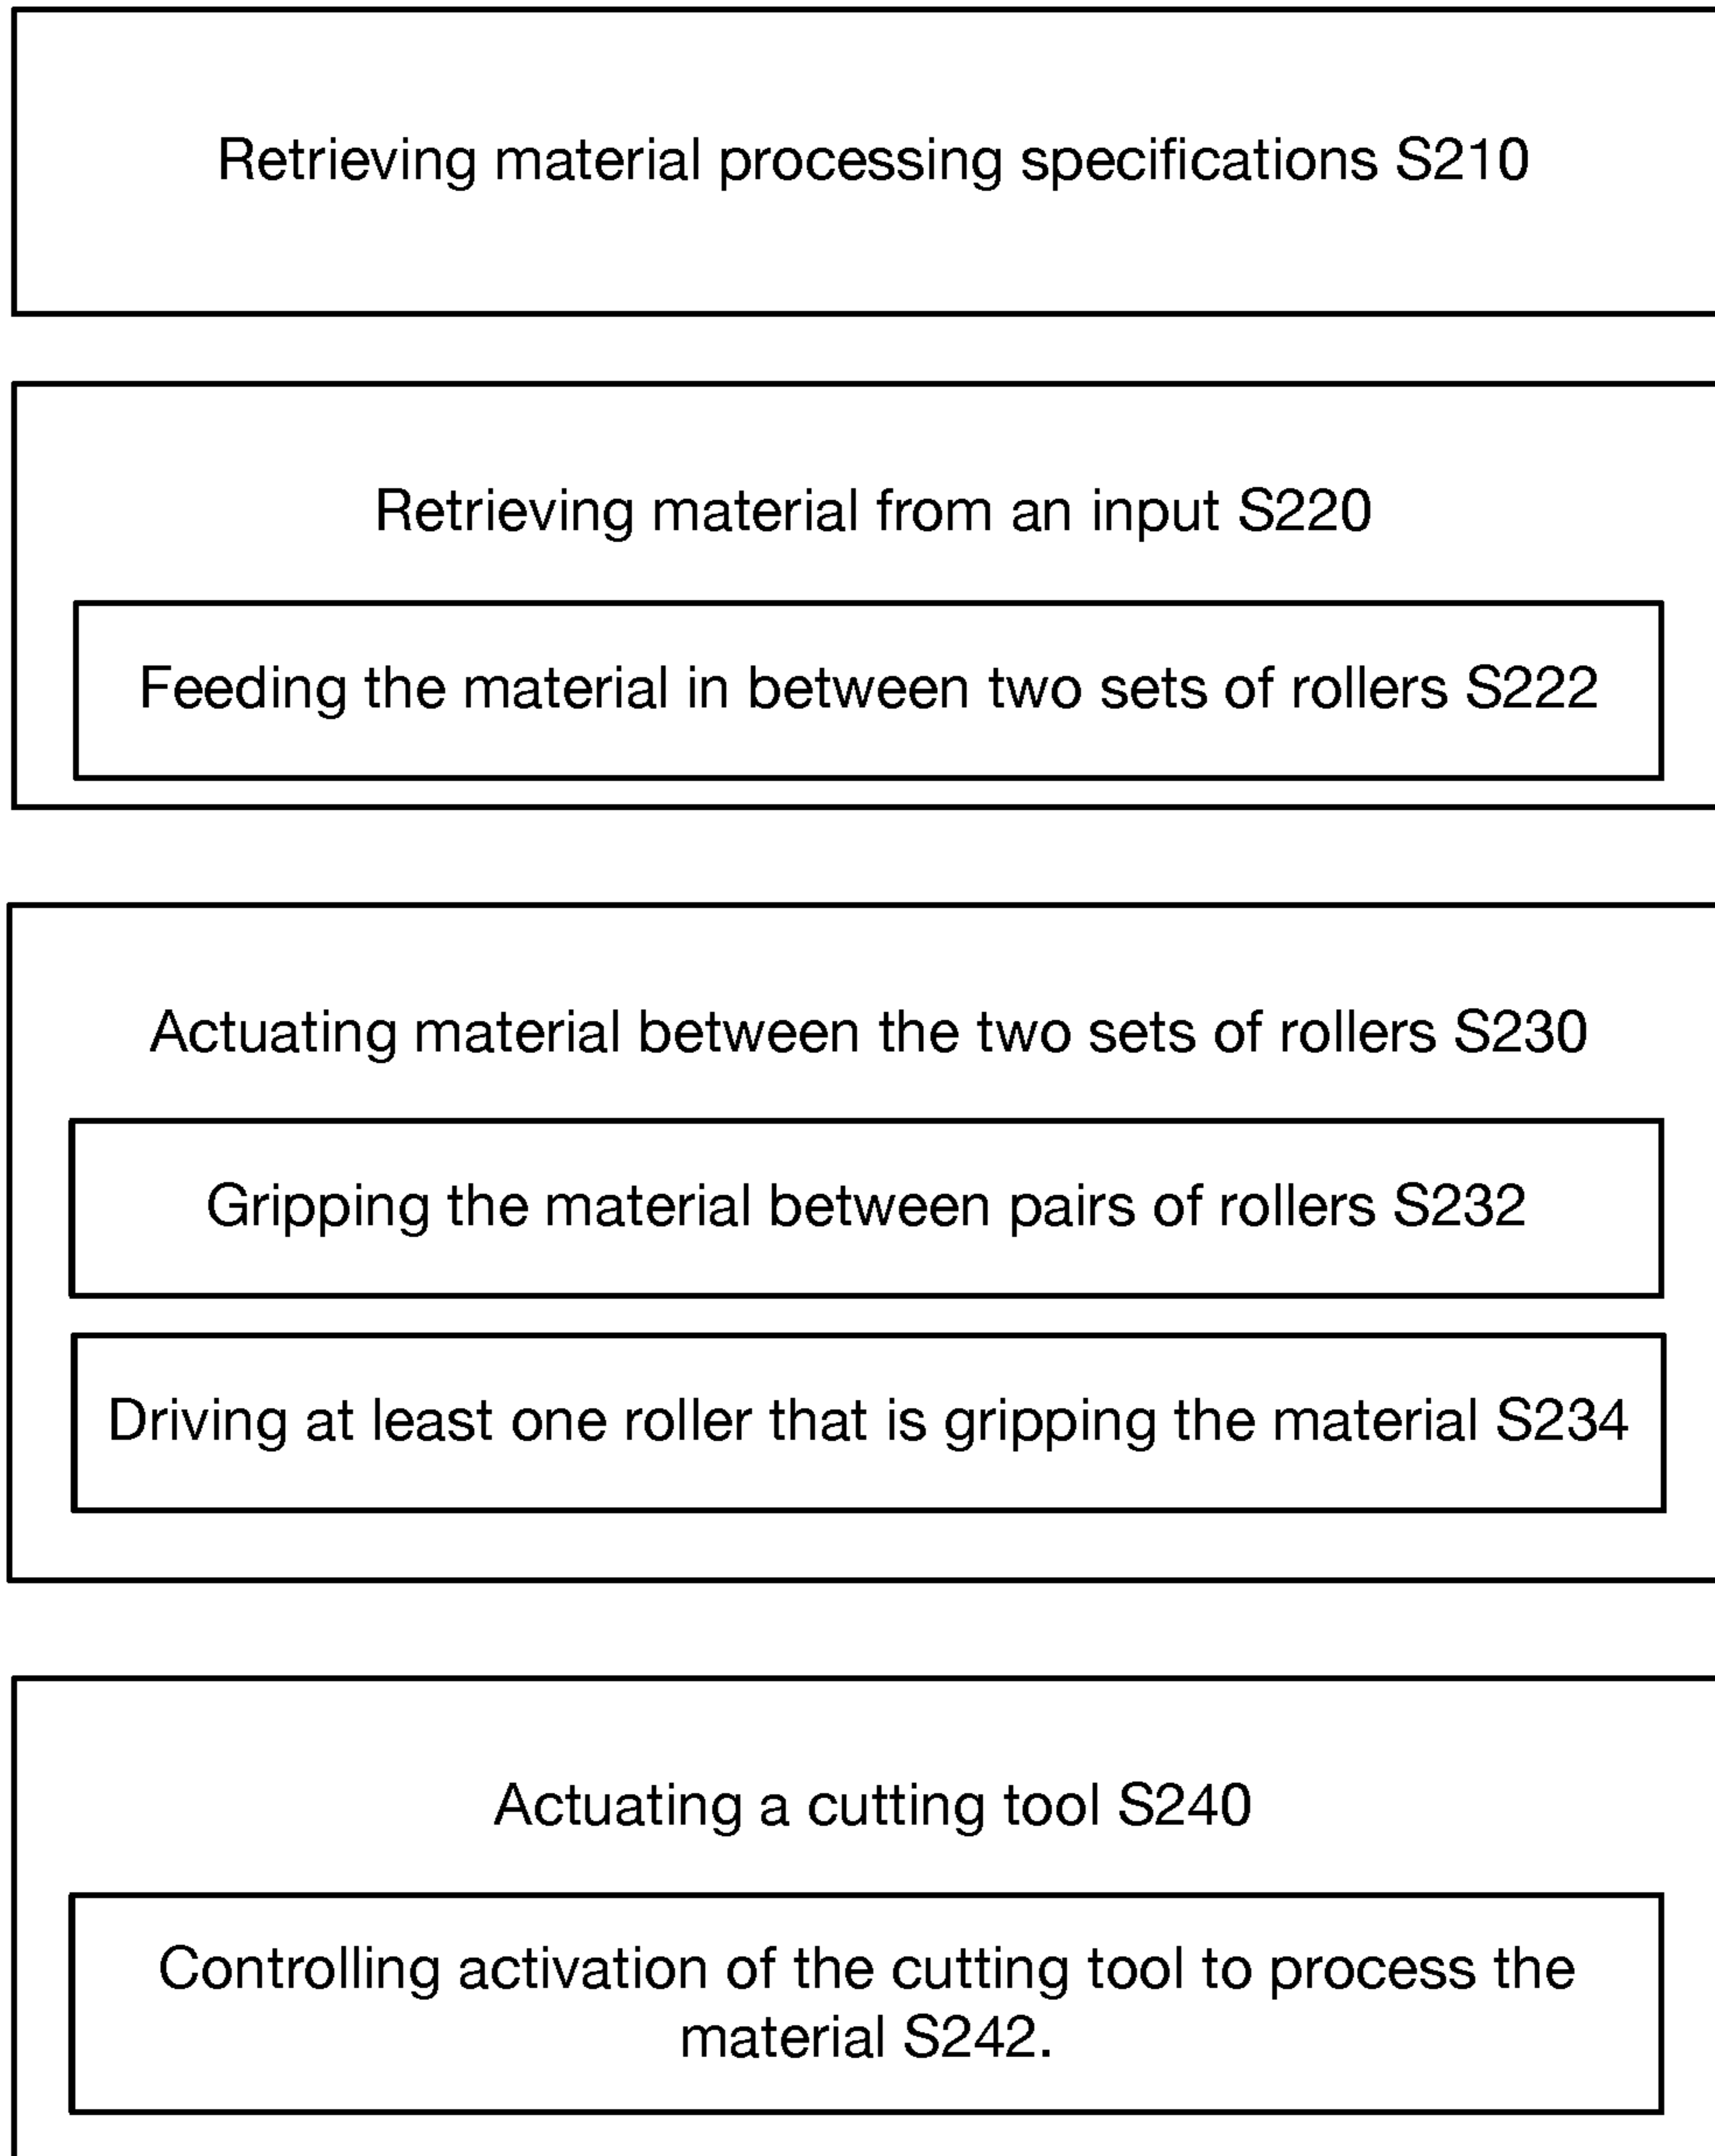 Retrieving material processing specifications S210
Retrieving material from an input S220
Feeding the material in between two sets of rollers S222
Actuating material between the two sets of rollers S230
Gripping the material between pairs of rollers S232
Driving at least one roller that is gripping the material S234
Actuating a cutting tool S240
Controlling activation of the cutting tool to process the
material S242.